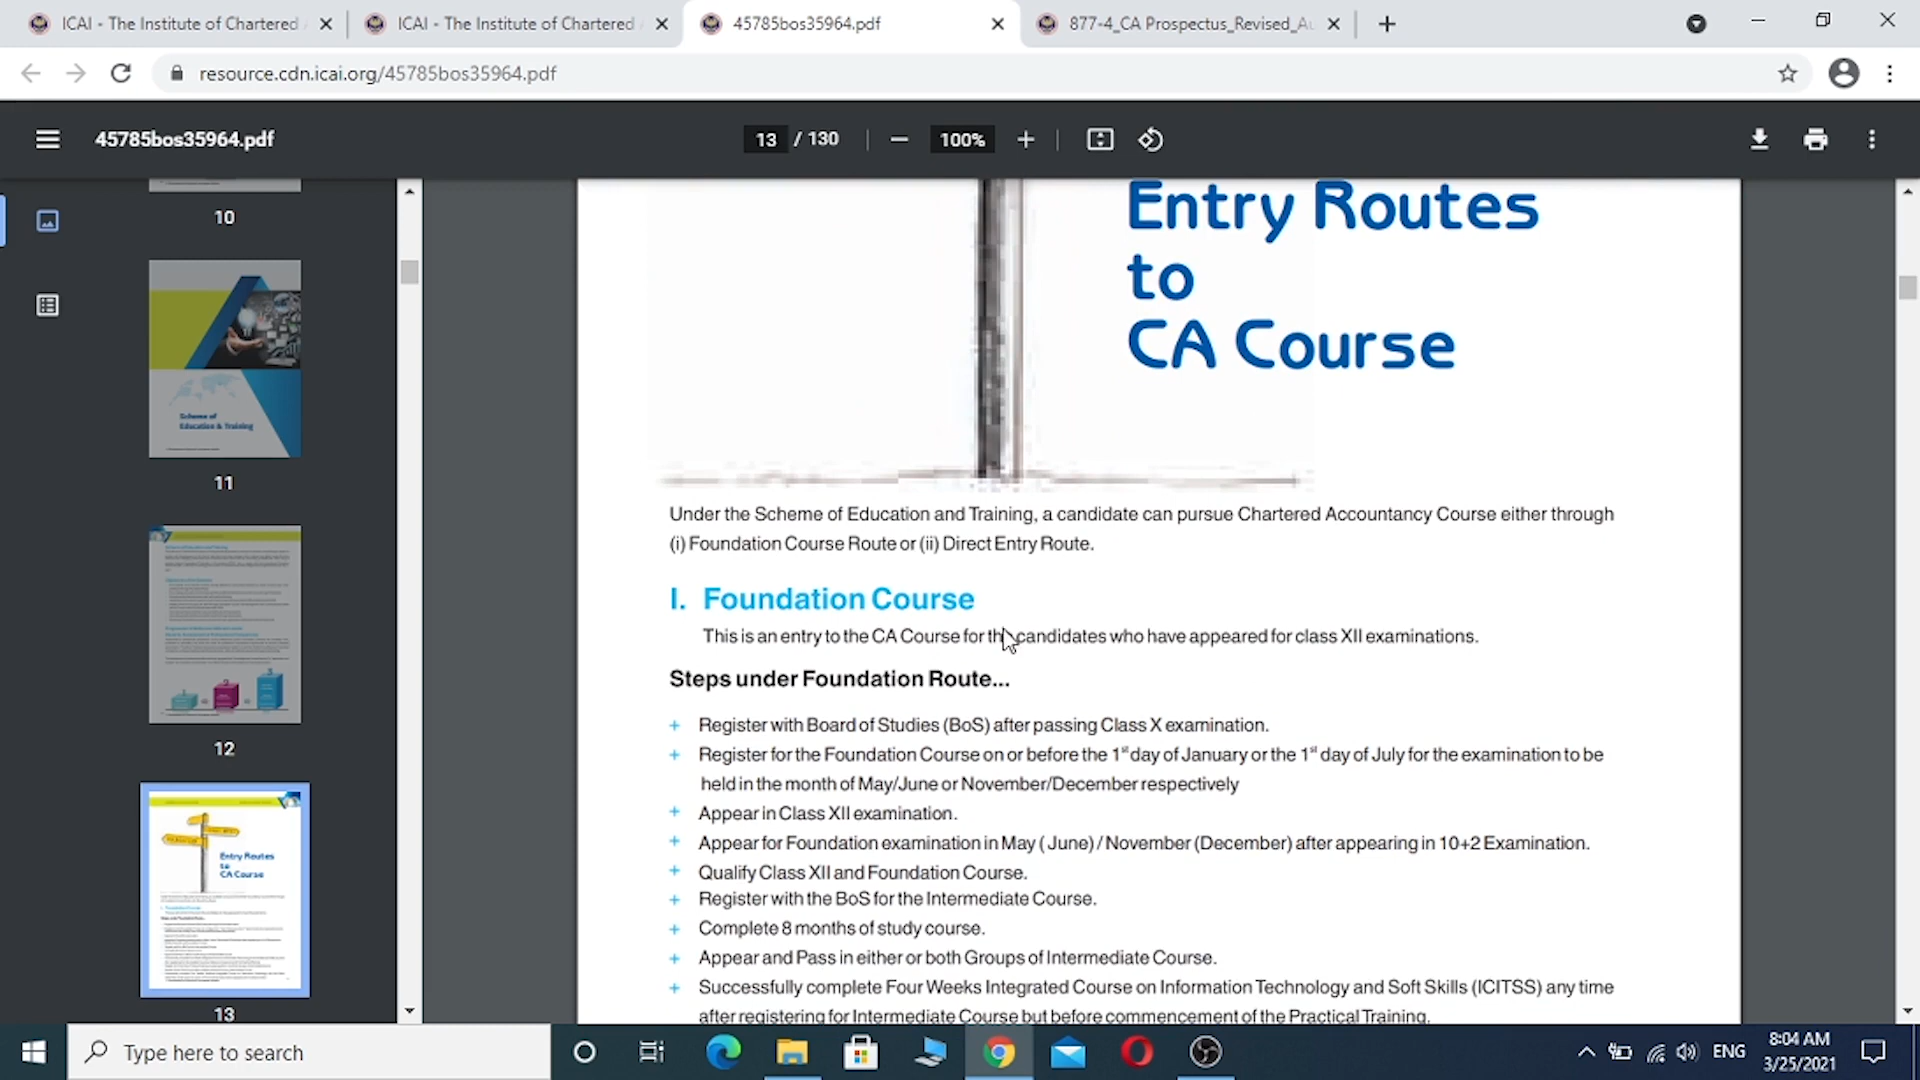 ICAI - The Institute of Chartered
ICAI - The Institute of Chartered
45785bos35964.pdf
877-4_CA Prospectus_Revised_Au
resource.cdn.icai.org/45785bos35964.pdf
45785bos35964.pdf
13 / 130
100%
10
Scheme of
Education & Training
11
12
Entry Routes
to
CA Course
13
Entry Routes
to
CA Course
Under the Scheme of Education and Training, a candidate can pursue Chartered Accountancy Course either through
(i) Foundation Course Route or (ii) Direct Entry Route.
I. Foundation Course
This is an entry to the CA Course for the candidates who have appeared for class XII examinations.
Steps under Foundation Route...
+ Register with Board of Studies (BoS) after passing Class X examination.
+ Register for the Foundation Course on or before the 1st day of January or the 1st day of July for the examination to be
held in the month of May/June or November/December respectively
+ Appear in Class XII examination.
+ Appear for Foundation examination in May ( June) / November (December) after appearing in 10+2 Examination.
+ Qualify Class XII and Foundation Course.
+ Register with the BoS for the Intermediate Course.
+ Complete 8 months of study course.
+ Appear and Pass in either or both Groups of Intermediate Course.
+ Successfully complete Four Weeks Integrated Course on Information Technology and Soft Skills (ICITSS) any time
after registering for Intermediate Course but before commencement of the Practical Training.
Type here to search
ENG
8:04 AM
3/25/2021